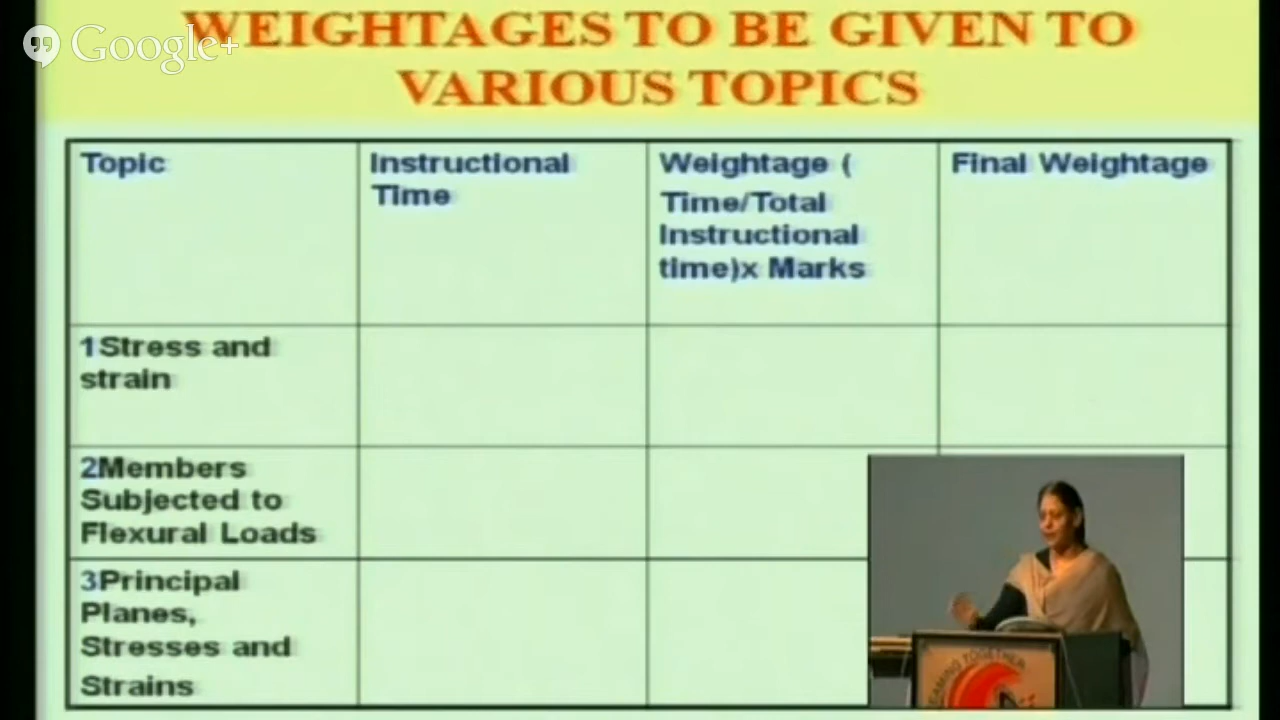 Google+
WEIGHTAGES TO BE GIVEN TO
VARIOUS TOPICS
Topic
Instructional
Time
Weightage (
Time/Total
Instructional
time)x Marks
Final Weightage
1Stress and
strain
2Members
Subjected to
Flexural Loads
3Principal
Planes,
Stresses and
Strains
TOGETHER